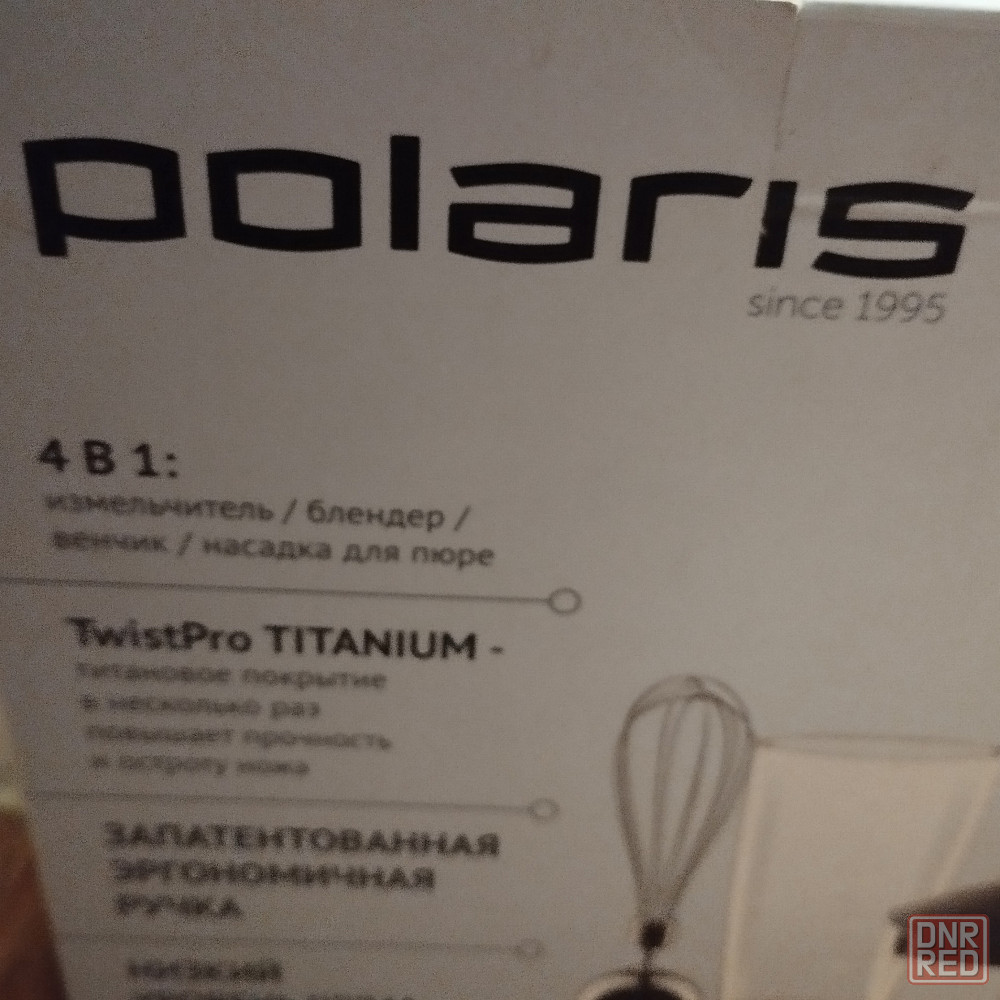 polaris
since 1995
4 В 1:
измельчитель / блендер /
венчик / насадка для пюре
TwistPro TITANIUM -
титановое покрытие
в несколько раз
повышает прочность
и остроту ножа
ЗАПАТЕНТОВАННАЯ
ЭРГОНОМИЧНАЯ
РУЧКА
НИЗКИЙ
DNR
RED